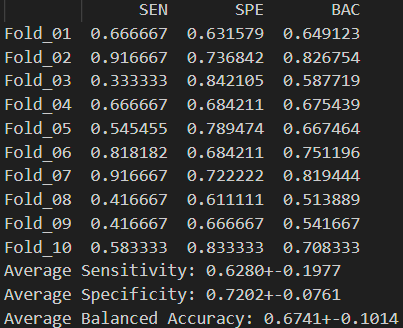 SEN SPE BAC
Fold_01 0.666667 0.631579 0.649123
Fold_02 0.916667 0.736842 0.826754
Fold_03 0.333333 0.842105 0.587719
Fold_04 0.666667 0.684211 0.675439
Fold_05 0.545455 0.789474 0.667464
Fold_06 0.818182 0.684211 0.751196
Fold_07 0.916667 0.722222 0.819444
Fold_08 0.416667 0.611111 0.513889
Fold_09 0.416667 0.666667 0.541667
Fold_10 0.583333 0.833333 0.708333
Average Sensitivity: 0.6280+-0.1977
Average Specificity: 0.7202+-0.0761
Average Balanced Accuracy: 0.6741+-0.1014